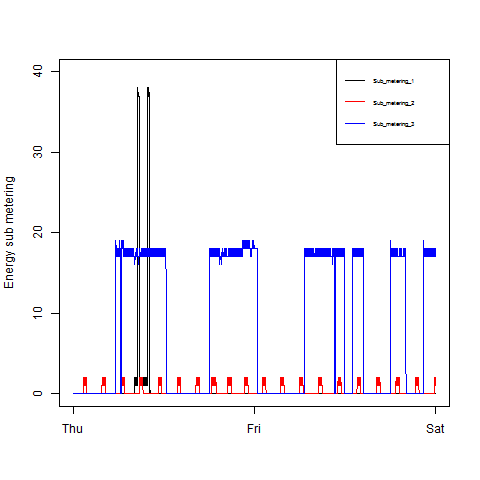 Sub_metering_1
Sub_metering_2
Sub_metering_3
Energy sub metering
40
30
20
10
0
Thu Fri Sat